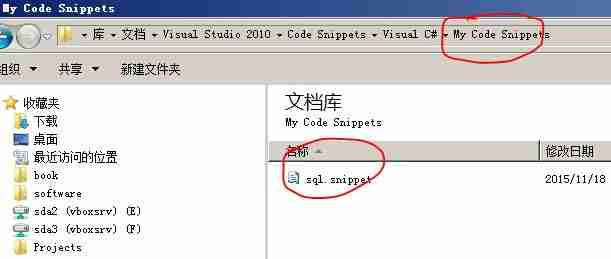 My Code Snippets
库 文档 Visual Studio 2010 Code Snippets Visual C# My Code Snippets
组织 共享 新建文件夹
收藏夹
下载
桌面
最近访问的位置
book
software
sda2 (vboxsrv) (E)
sda3 (vboxsrv) (F)
Projects
文档库
My Code Snippets
名称 修改日期
sql.snippet 2015/11/18